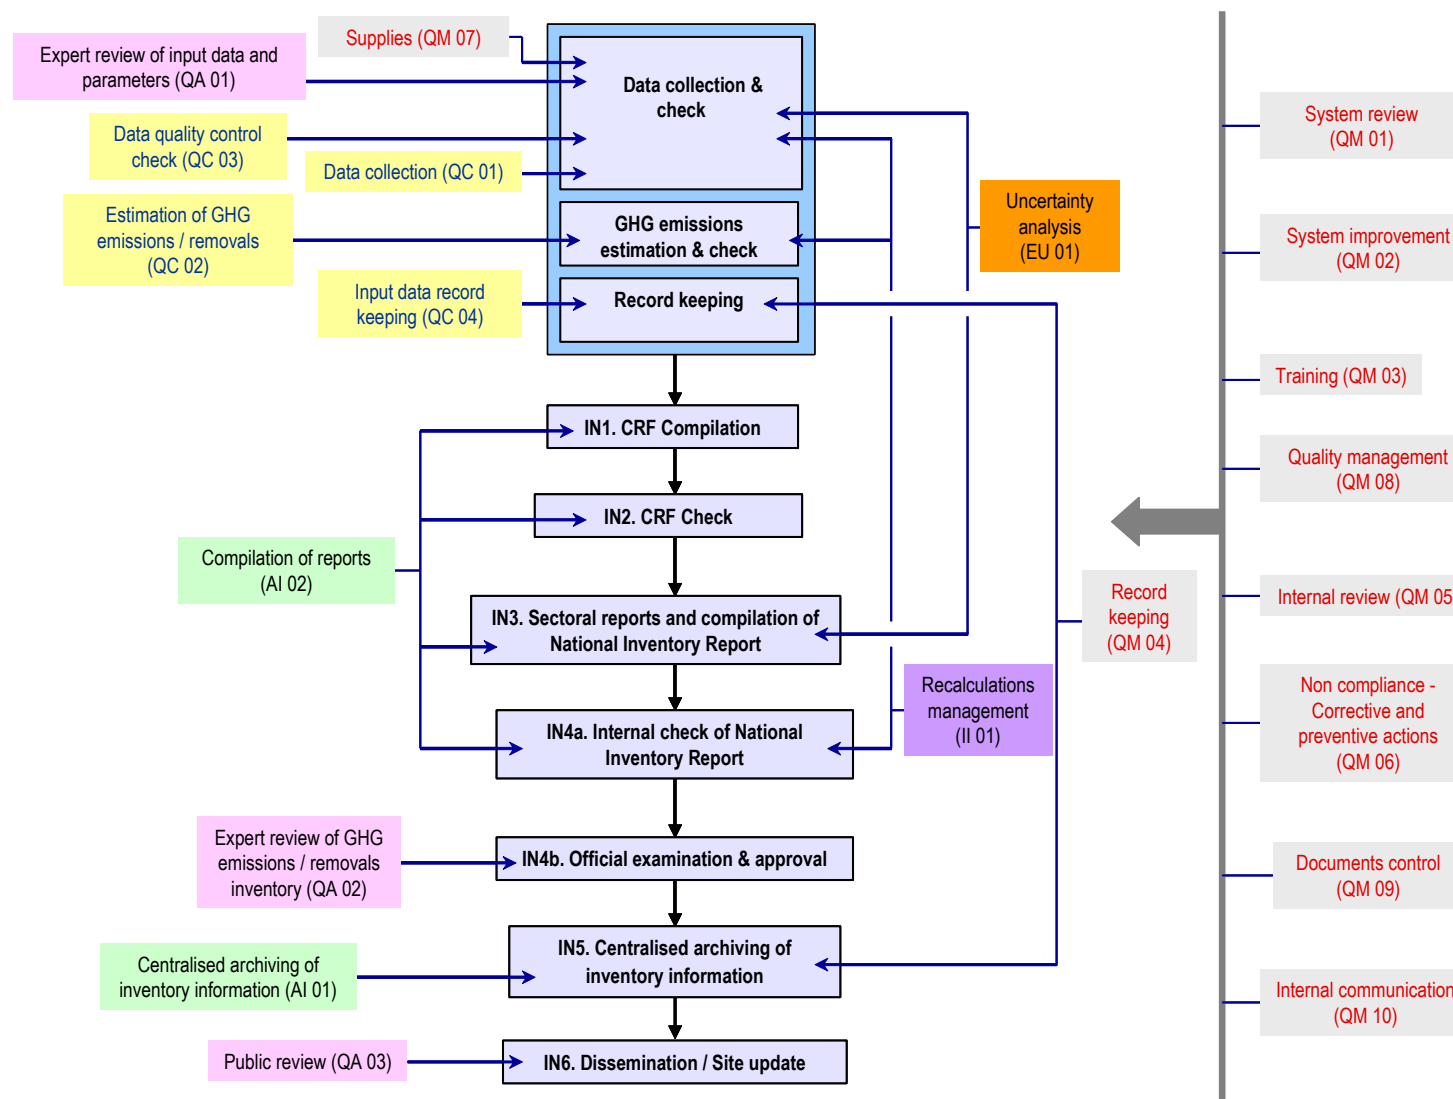 Supplies (QM 07)
Expert review of input data and
parameters (QA 01)
Data quality control
check (QC 03)
Data collection (QC 01)
Estimation of GHG
emissions / removals
(QC 02)
Input data record
keeping (QC 04)
Data collection &
check
GHG emissions
estimation & check
Record keeping
Uncertainty
analysis
(EU 01)
IN1. CRF Compilation
IN2. CRF Check
Compilation of reports
(AI 02)
IN3. Sectoral reports and compilation of
National Inventory Report
Recalculations
management
(II 01)
IN4a. Internal check of National
Inventory Report
Record
keeping
(QM 04)
Expert review of GHG
emissions / removals
inventory (QA 02)
IN4b. Official examination & approval
Centralised archiving of
inventory information (AI 01)
IN5. Centralised archiving of
inventory information
Public review (QA 03)
IN6. Dissemination / Site update
System review
(QM 01)
System improvement
(QM 02)
Training (QM 03)
Quality management
(QM 08)
Internal review (QM 05
Non compliance -
Corrective and
preventive actions
(QM 06)
Documents control
(QM 09)
Internal communication
(QM 10)